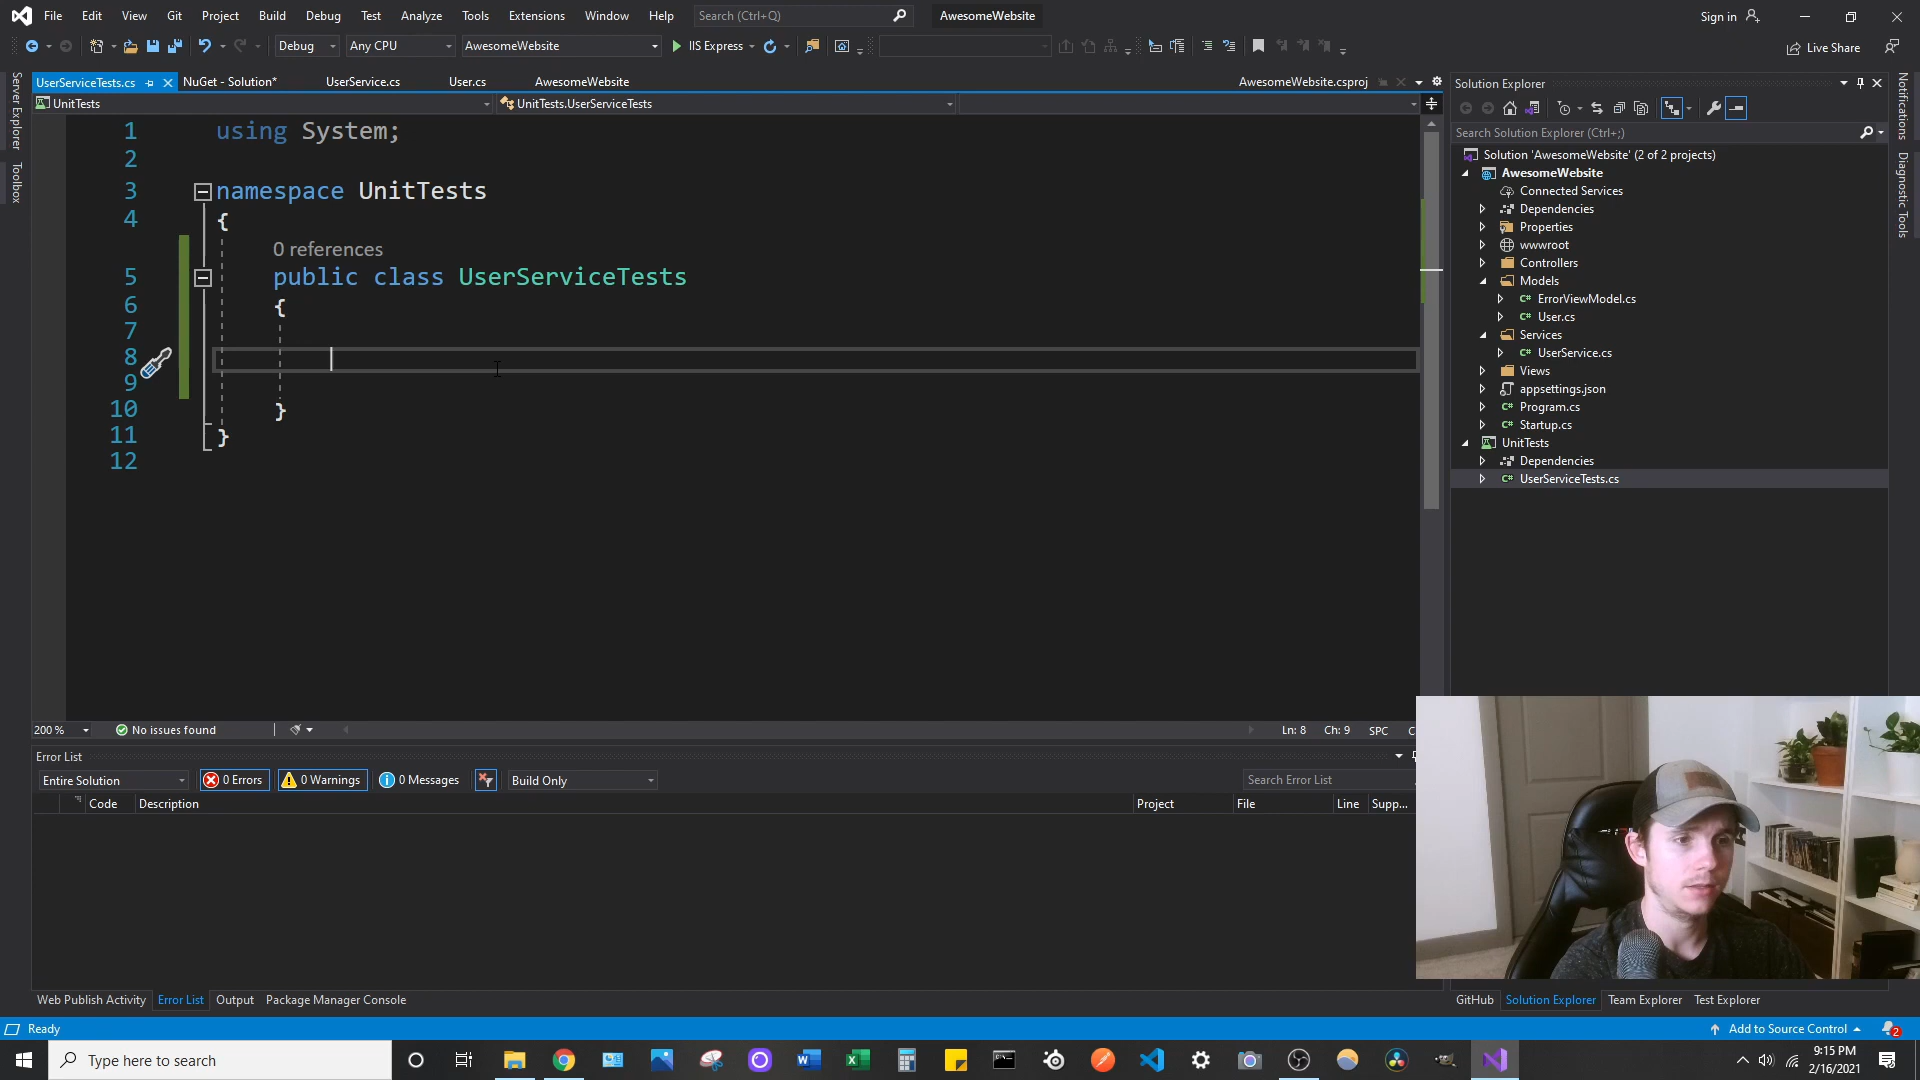 File Edit View Git Project Build Debug Test Analyze Tools Extensions Window Help Search (Ctrl+Q) AwesomeWebsite Sign in
Debug Any CPU AwesomeWebsite IIS Express Live Share
Server Explorer
Toolbox
UserServiceTests.cs NuGet - Solution* UserService.cs User.cs AwesomeWebsite AwesomeWebsite.csproj
UnitTests UnitTests.UserServiceTests
1 using System;
2
3 namespace UnitTests
4 {
0 references
5 public class UserServiceTests
6 {
7
8
9
10 }
11 }
12
200 % No issues found Ln: 8 Ch: 9 SPC
Error List
Entire Solution 0 Errors 0 Warnings 0 Messages Build Only Search Error List
Code Description Project File Line Supp...
Web Publish Activity Error List Output Package Manager Console
Solution Explorer
Search Solution Explorer (Ctrl+;)
Solution 'AwesomeWebsite' (2 of 2 projects)
AwesomeWebsite
Connected Services
Dependencies
Properties
wwwroot
Controllers
Models
C# ErrorViewModel.cs
C# User.cs
Services
C# UserService.cs
Views
appsettings.json
C# Program.cs
C# Startup.cs
UnitTests
Dependencies
C# UserServiceTests.cs
Notifications
Diagnostic Tools
GitHub Solution Explorer Team Explorer Test Explorer
Ready Add to Source Control 2
Type here to search 9:15 PM
2/16/2021